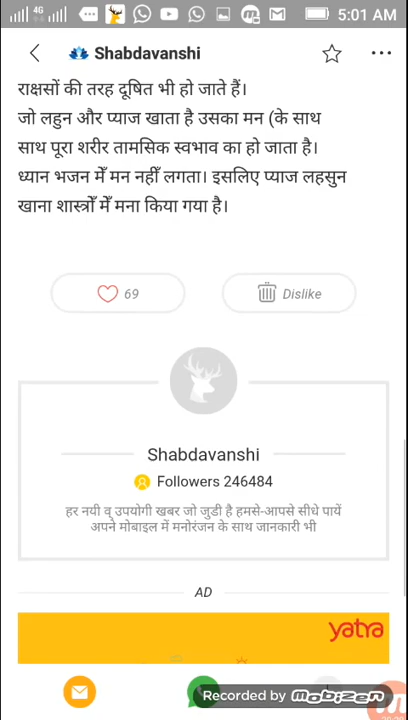 4G
5:01 AM
Shabdavanshi
राक्षसों की तरह दूषित भी हो जाते हैं।
जो लहुन और प्याज खाता है उसका मन (के साथ
साथ पूरा शरीर तामसिक स्वभाव का हो जाता है।
ध्यान भजन मेँ मन नहीँ लगता। इसलिए प्याज लहसुन
खाना शास्त्रोँ मेँ मना किया गया है।
69
Dislike
Shabdavanshi
Followers 246484
हर नयी व् उपयोगी खबर जो जुडी है हमसे-आपसे सीधे पायें
अपने मोबाइल में मनोरंजन के साथ जानकारी भी
AD
yatra
Recorded by mobizen